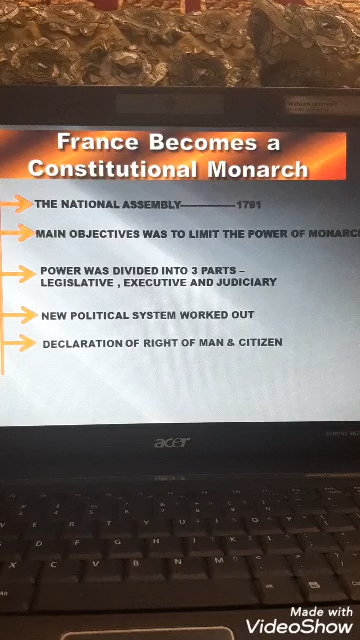 France Becomes a
Constitutional Monarch
THE NATIONAL ASSEMBLY————1791
MAIN OBJECTIVES WAS TO LIMIT THE POWER OF MONARC
POWER WAS DIVIDED INTO 3 PARTS –
LEGISLATIVE , EXECUTIVE AND JUDICIARY
NEW POLITICAL SYSTEM WORKED OUT
DECLARATION OF RIGHT OF MAN & CITIZEN
acer
E R T Y U I O P
D F G H J K L
X C V B N M
Made with
VideoShow